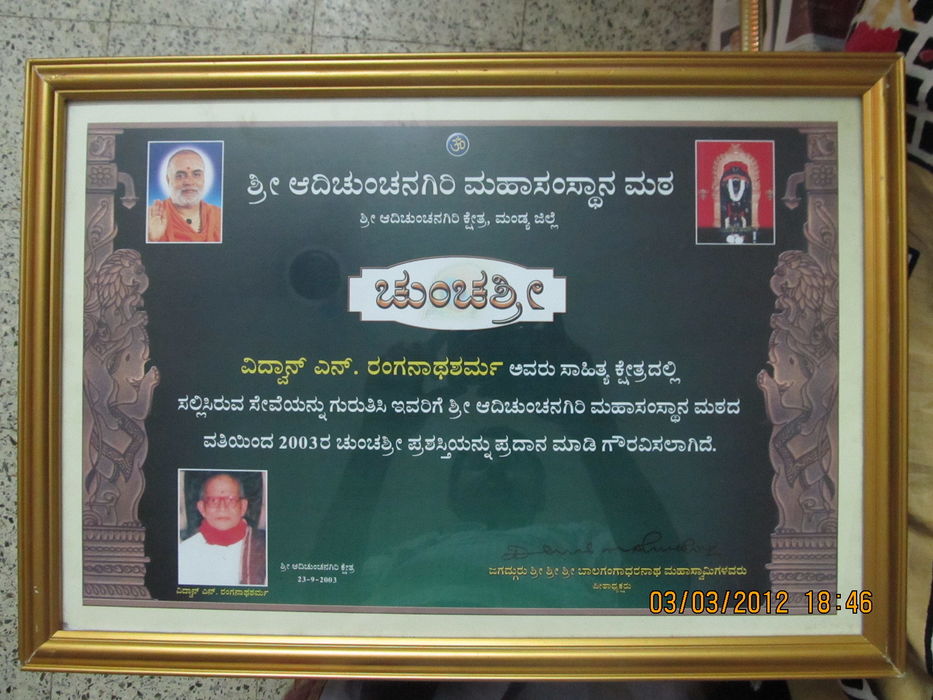 ॐ
ಶ್ರೀ ಆದಿಚುಂಚನಗಿರಿ ಮಹಾಸಂಸ್ಥಾನ ಮಠ
ಶ್ರೀ ಆದಿಚುಂಚನಗಿರಿ ಕ್ಷೇತ್ರ, ಮಂಡ್ಯ ಜಿಲ್ಲೆ
ಚುಂಚಶ್ರೀ
ವಿದ್ವಾನ್ ಎನ್. ರಂಗನಾಥಶರ್ಮ ಅವರು ಸಾಹಿತ್ಯ ಕ್ಷೇತ್ರದಲ್ಲಿ
ಸಲ್ಲಿಸಿರುವ ಸೇವೆಯನ್ನು ಗುರುತಿಸಿ ಇವರಿಗೆ ಶ್ರೀ ಆದಿಚುಂಚನಗಿರಿ ಮಹಾಸಂಸ್ಥಾನ ಮಠದ
ವತಿಯಿಂದ 2003ರ ಚುಂಚಶ್ರೀ ಪ್ರಶಸ್ತಿಯನ್ನು ಪ್ರದಾನ ಮಾಡಿ ಗೌರವಿಸಲಾಗಿದೆ.
ಶ್ರೀ ಆದಿಚುಂಚನಗಿರಿ ಕ್ಷೇತ್ರ
23-9-2003
ಜಗದ್ಗುರು ಶ್ರೀ ಶ್ರೀ ಶ್ರೀ ಬಾಲಗಂಗಾಧರನಾಥ ಮಹಾಸ್ವಾಮಿಗಳವರು
ಪೀಠಾಧ್ಯಕ್ಷರು
ವಿದ್ವಾನ್ ಎನ್. ರಂಗನಾಥಶರ್ಮ
03/03/2012 18:46